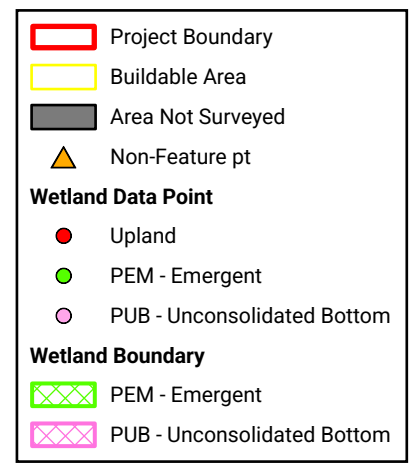 Project Boundary
Buildable Area
Area Not Surveyed
Non-Feature pt
Wetland Data Point
Upland
PEM - Emergent
PUB - Unconsolidated Bottom
Wetland Boundary
PEM - Emergent
PUB - Unconsolidated Bottom